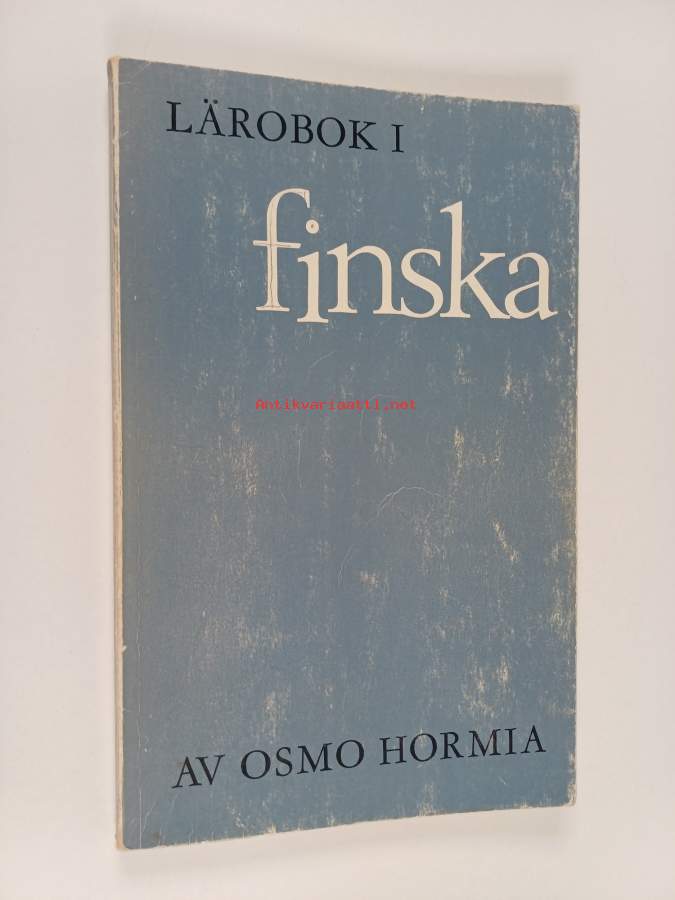 LÄROBOK I
finska
Antikvariaatti.net
AV OSMO HORMIA